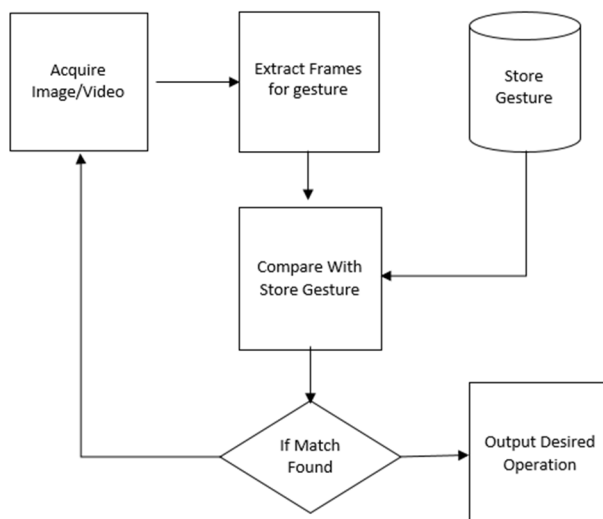 Acquire
Image/Video
Extract Frames
for gesture
Store
Gesture
Compare With
Store Gesture
If Match
Found
Output Desired
Operation